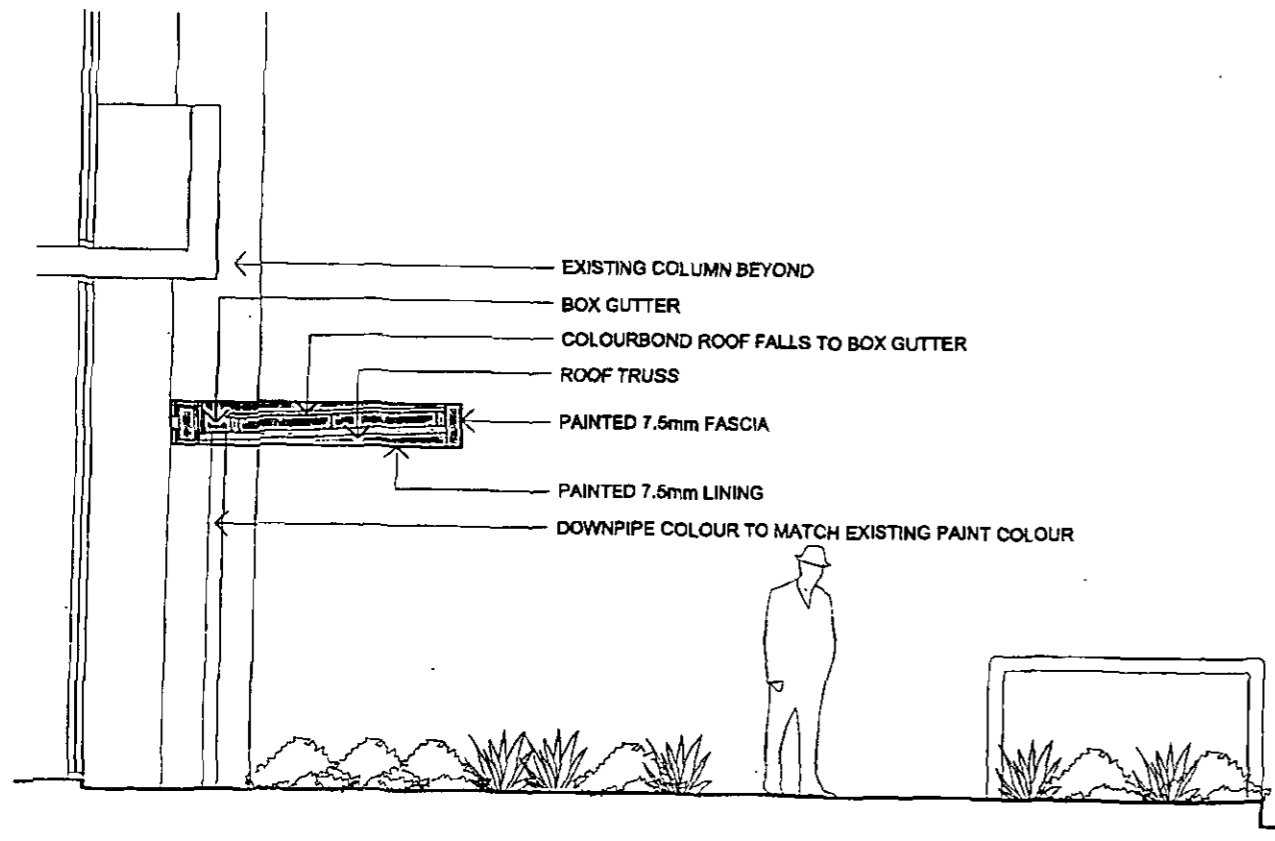 EXISTING COLUMN BEYOND
BOX GUTTER
COLOURBOND ROOF FALLS TO BOX GUTTER
ROOF TRUSS
PAINTED 7.5mm FASCIA
PAINTED 7.5mm LINING
DOWNPIPE COLOUR TO MATCH EXISTING PAINT COLOUR